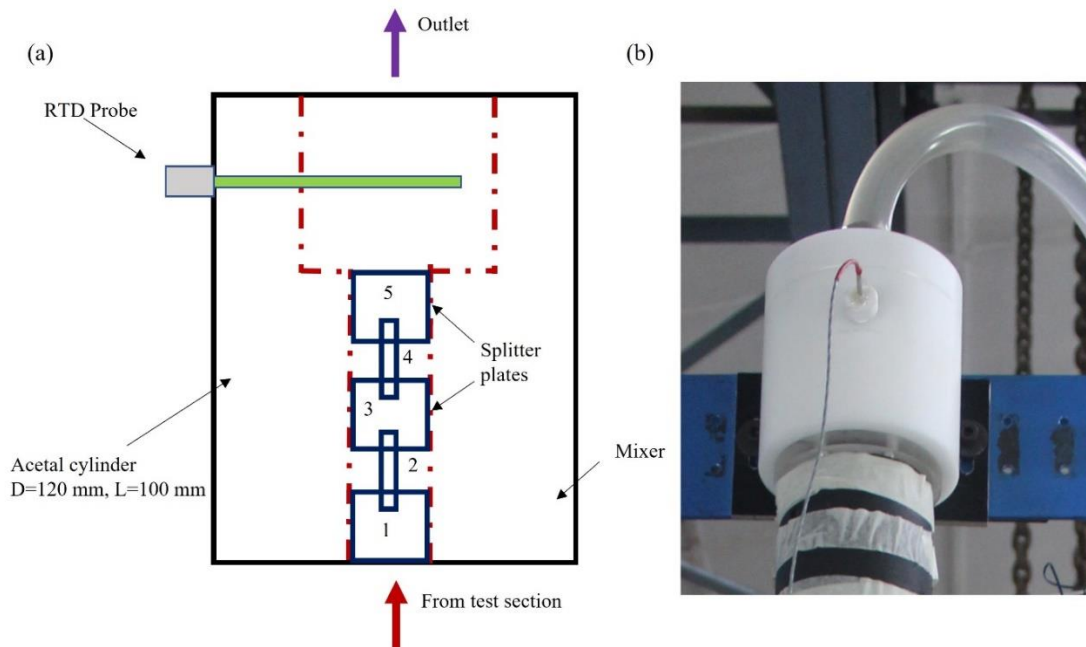 Outlet
(a)
(b)
RTD Probe
5
Splitter
plates
4
3
Acetal cylinder
D=120 mm, L=100 mm
Mixer
2
1
From test section